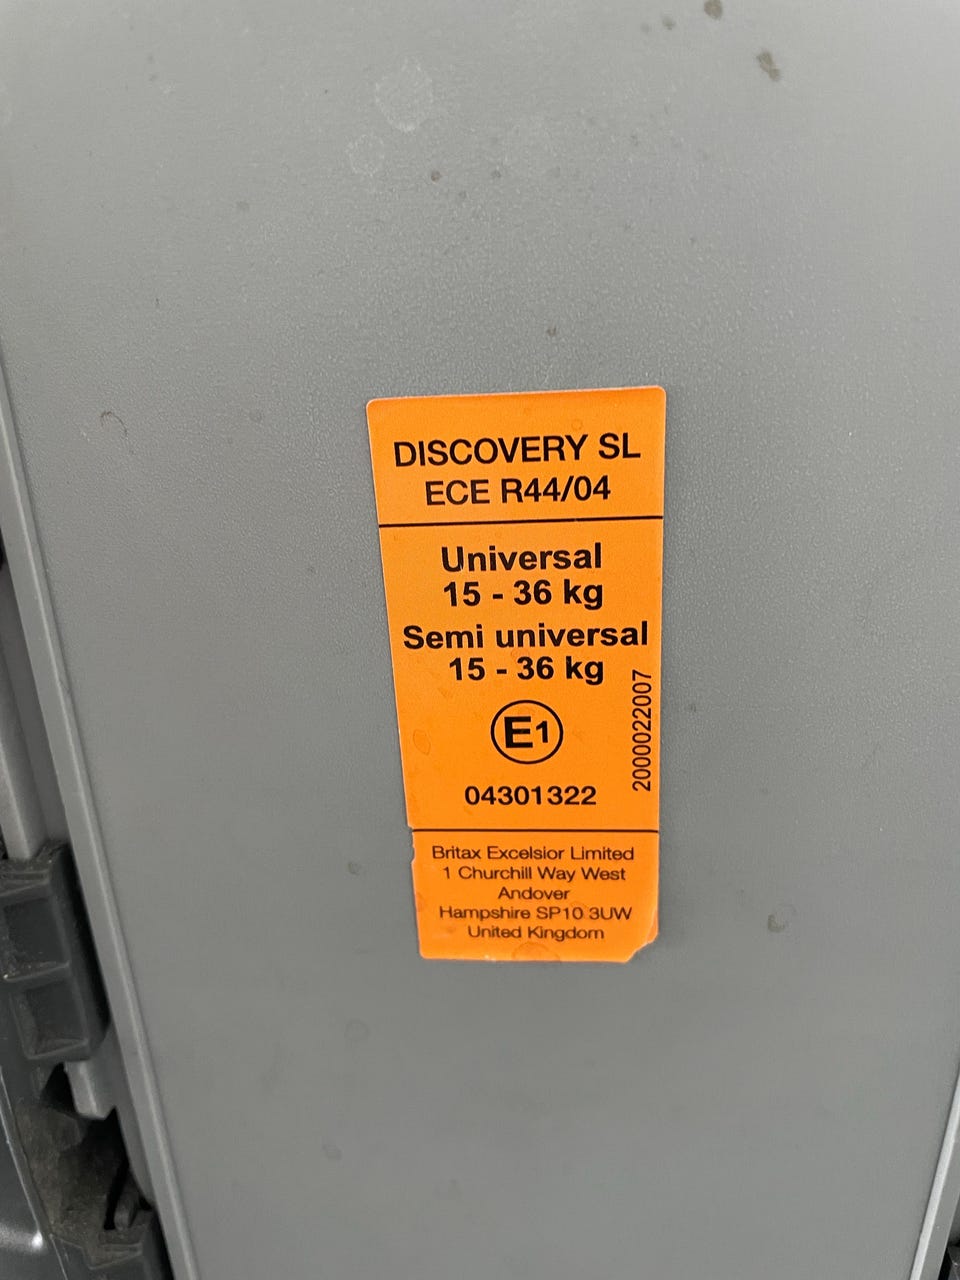 DISCOVERY SL
ECE R44/04
Universal
15 - 36 kg
Semi universal
15 - 36 kg
E1
04301322
2000022007
Britax Excelsior Limited
1 Churchill Way West
Andover
Hampshire SP10 3UW
United Kingdom